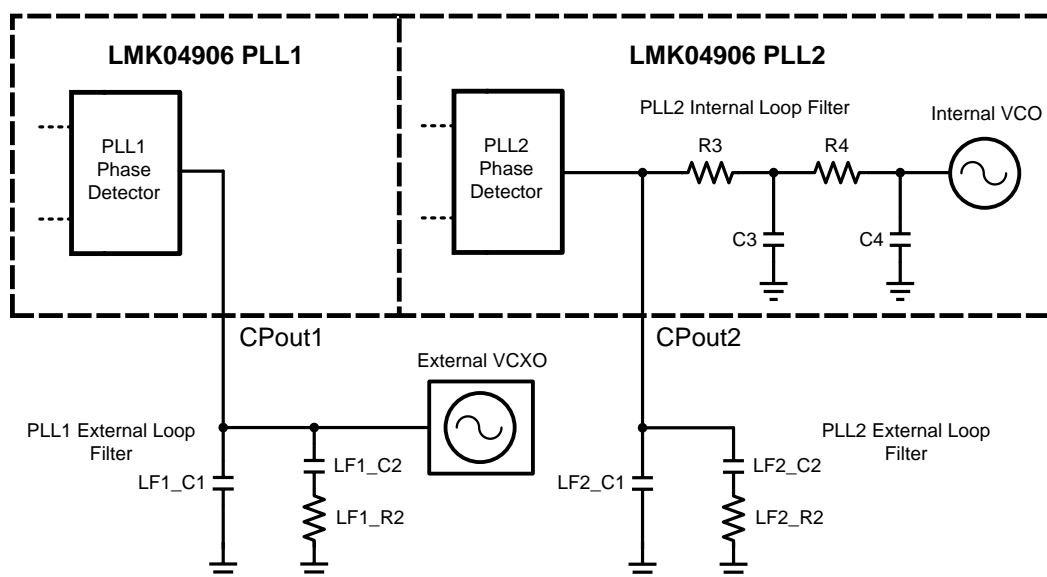 LMK04906 PLL1
LMK04906 PLL2
PLL1
Phase
Detector
PLL2
Phase
Detector
PLL2 Internal Loop Filter
Internal VCO
R3
R4
C3
C4
CPout1
CPout2
External VCXO
PLL1 External Loop
Filter
LF1_C1
LF1_C2
LF1_R2
LF2_C1
LF2_C2
LF2_R2
PLL2 External Loop
Filter